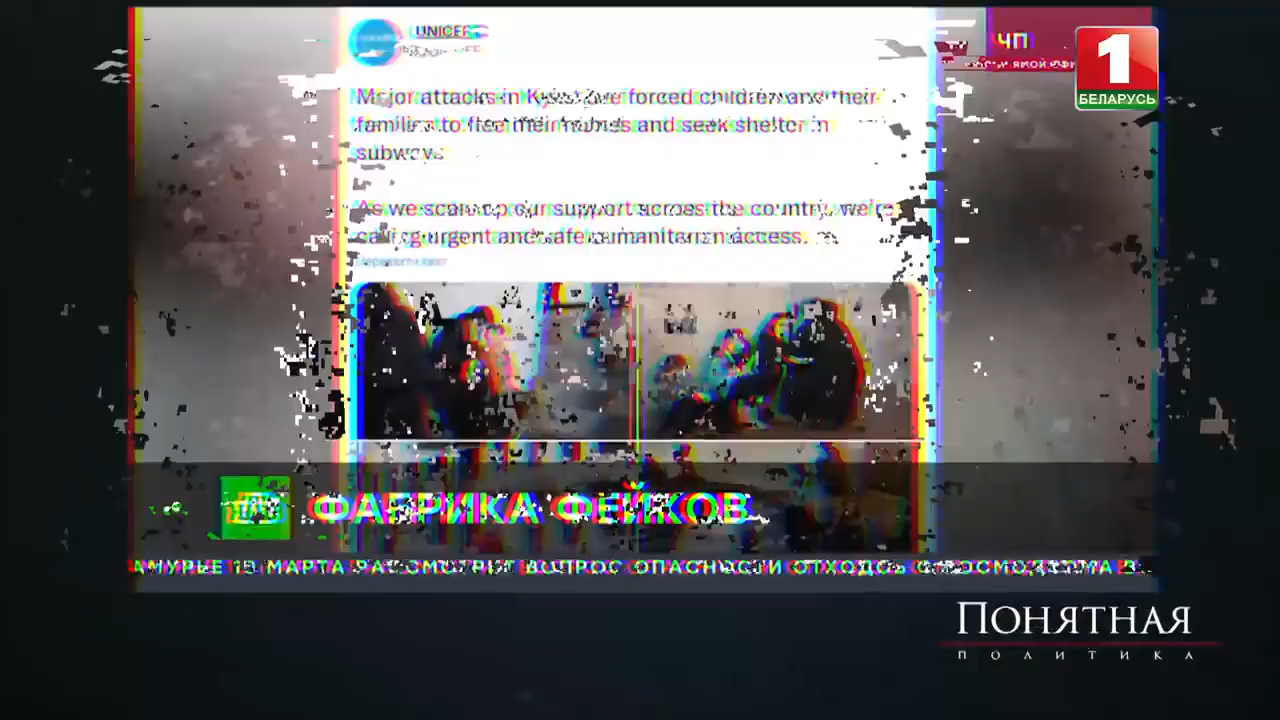 UNICEF
ЧП
1
БЕЛАРУСЬ
Major attacks in Kyiv have forced children and their
families to flee their homes and seek shelter in
subways
As we scale up our support across the country, we're
calling urgent and safe humanitarian access.
ФАБРИКА ФЕЙКОВ
15 МАРТА РАССМОТРИТ ВОПРОС ОПАСНОСТИ ОТХОДОВ С КОСМОДРОМА В
ПОНЯТНАЯ
ПОЛИТИКА